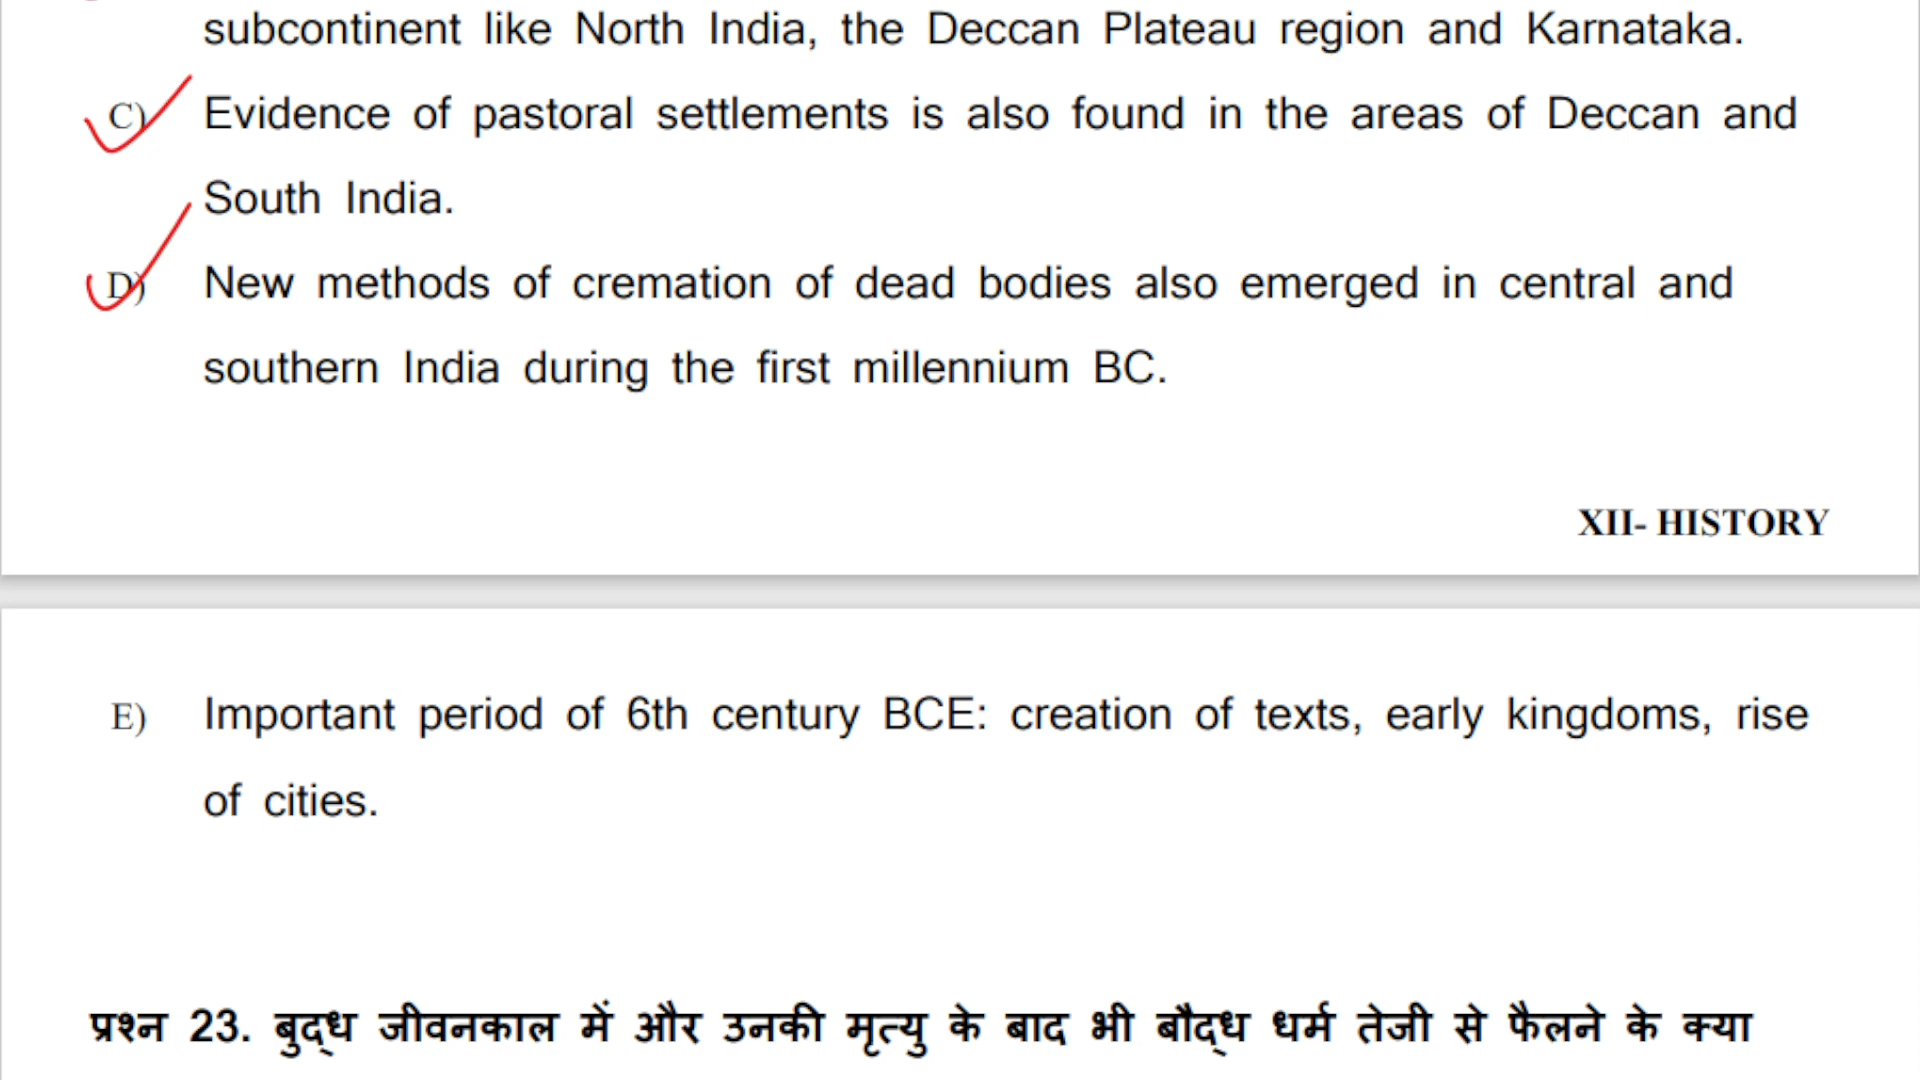 subcontinent like North India, the Deccan Plateau region and Karnataka.
C) Evidence of pastoral settlements is also found in the areas of Deccan and
South India.
D) New methods of cremation of dead bodies also emerged in central and
southern India during the first millennium BC.
XII- HISTORY
E) Important period of 6th century BCE: creation of texts, early kingdoms, rise
of cities.
प्रश्न 23. बुद्ध जीवनकाल में और उनकी मृत्यु के बाद भी बौद्ध धर्म तेजी से फैलने के क्या